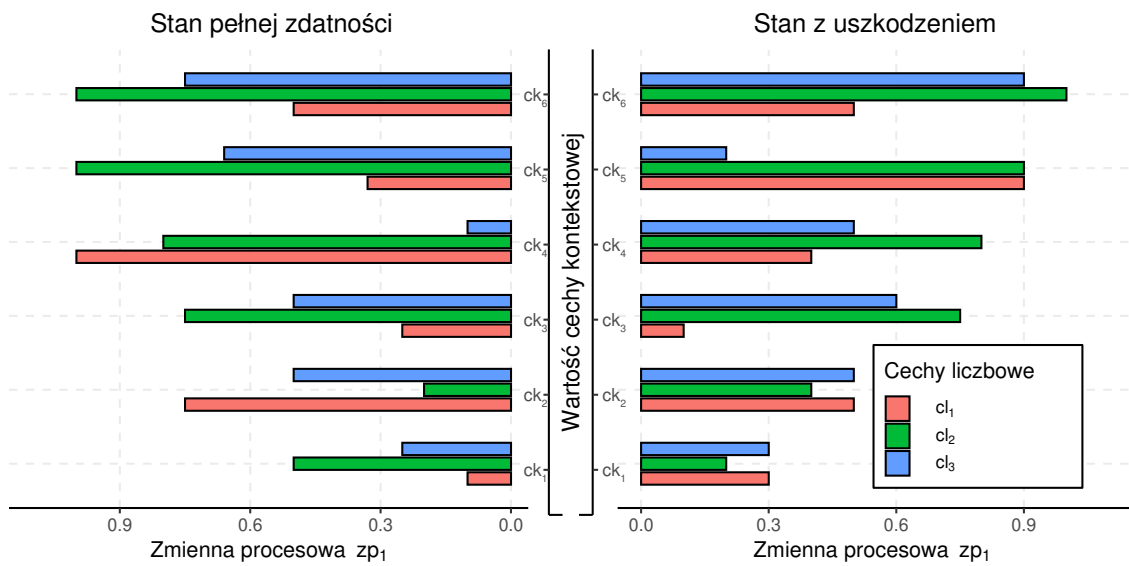 Stan pełnej zdatności
Stan z uszkodzeniem
ck₆
ck₅
ck₄
ck₃
ck₂
ck₁
Wartość cechy kontekstowej
ck₆
ck₅
ck₄
ck₃
ck₂
ck₁
Cechy liczbowe
cl₁
cl₂
cl₃
0.9 0.6 0.3 0.0
0.0 0.3 0.6 0.9
Zmienna procesowa zp₁
Zmienna procesowa zp₁